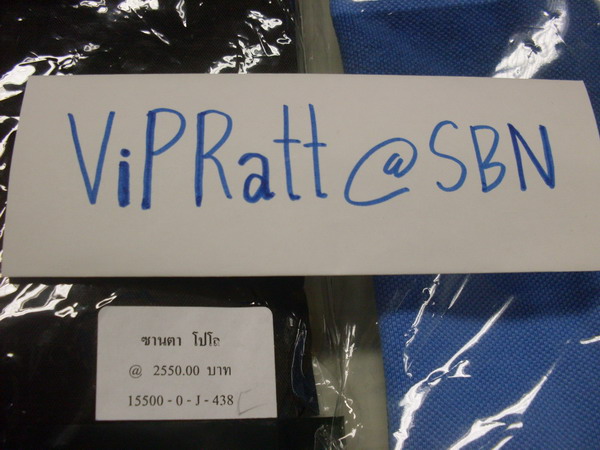 ViPRatt @SBN
ซานตา โปโล
@ 2550.00 บาท
15500 - 0 - J - 438